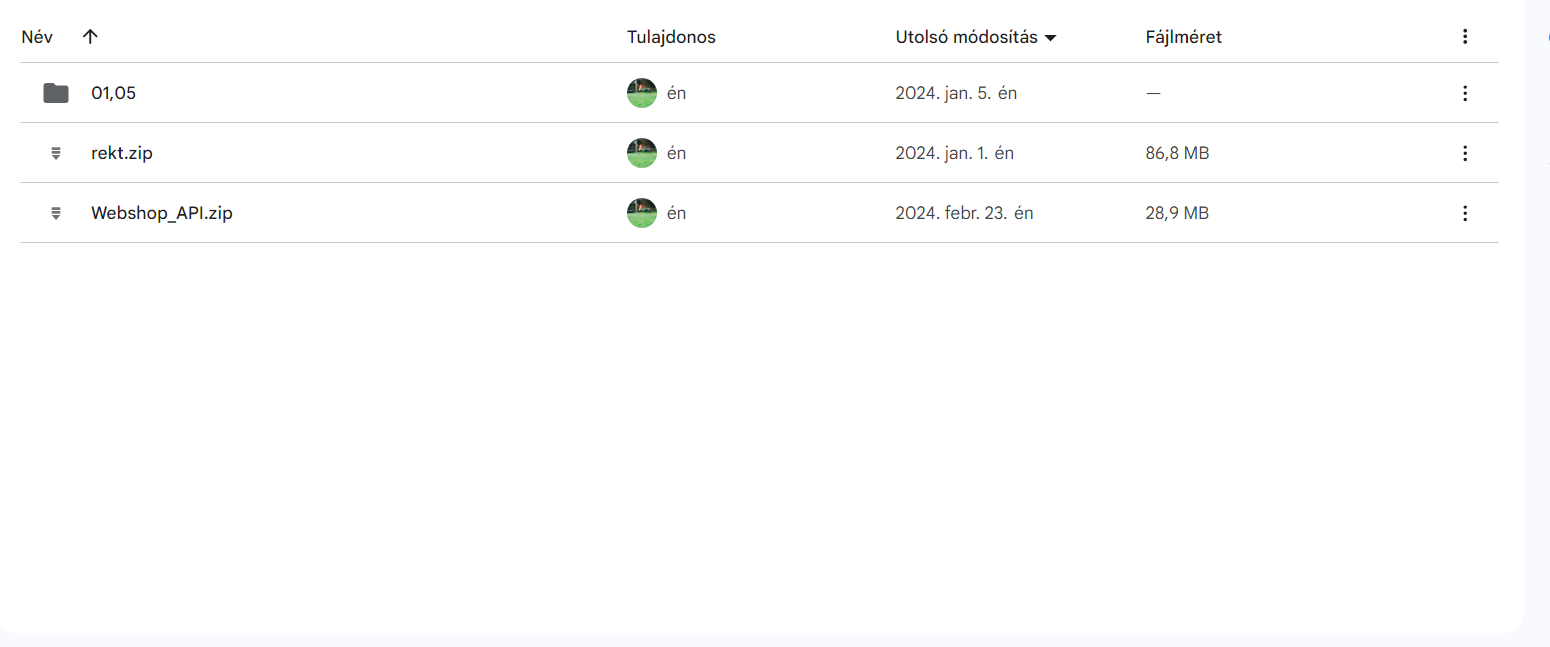 Név Tulajdonos Utolsó módosítás Fájlméret
01,05 én 2024. jan. 5. én —
rekt.zip én 2024. jan. 1. én 86,8 MB
Webshop_API.zip én 2024. febr. 23. én 28,9 MB